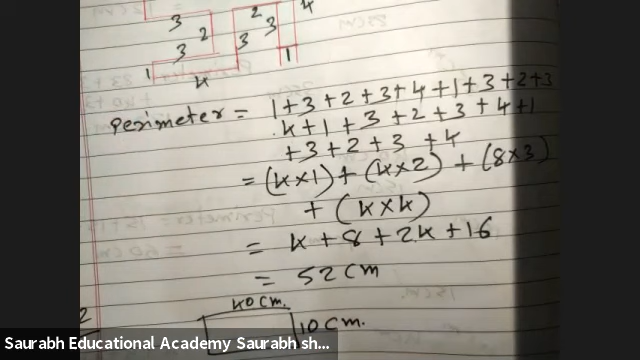 2 4
3 2 3 3
3 3
1 4 1
Perimeter = 1+3+2+3+4+1+3+2+3
4+1+3+2+3+4+1
+3+2+3+4
= (4×1) + (4×2) + (8×3)
+ (4×4)
= 4+8+24+16
= 52 cm
40 cm.
10 cm.
2
Saurabh Educational Academy Saurabh sh...